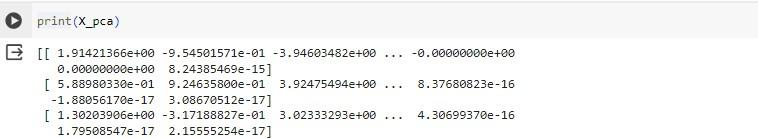 print(X_pca)
[[ 1.91421366e+00 -9.54501571e-01 -3.94603482e+00 ... -0.00000000e+00
0.00000000e+00 8.24385469e-15]
[ 5.88980330e-01 9.24635800e-01 3.92475494e+00 ... 8.37680823e-16
-1.88056170e-17 3.08670512e-17]
[ 1.30203906e+00 -3.17188827e-01 3.02333293e+00 ... 4.30699370e-16
1.79508547e-17 2.15555254e-17]